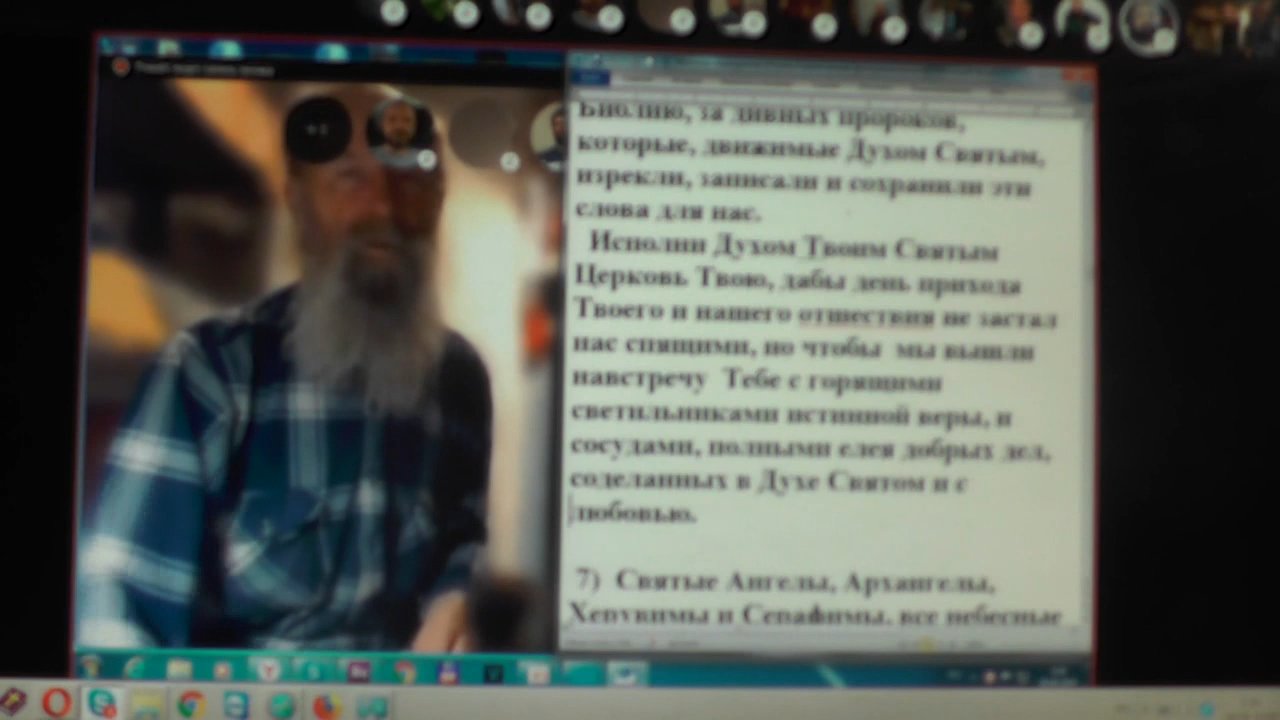 Библию, за дивных пророков,
которые, движимые Духом Святым,
изрекли, записали и сохранили эти
слова для нас.
Исполни Духом Твоим Святым
Церковь Твою, дабы день прихода
Твоего и нашего отшествия не застал
нас спящими, но чтобы мы вышли
навстречу Тебе с горящими
светильниками истинной веры, и
сосудами, полными елея добрых дел,
соделанных в Духе Святом и с
любовью.
7) Святые Ангелы, Архангелы,
Херувимы и Серафимы, все небесные